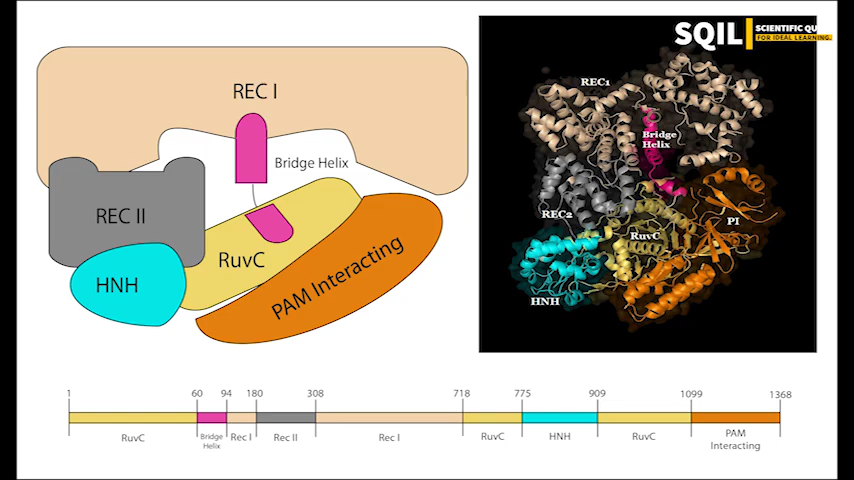 SQIL
SCIENTIFIC QU
FOR IDEAL LEARNING.
REC I
Bridge Helix
REC II
RuvC
HNH
PAM Interacting
REC1
Bridge
Helix
REC2
PI
RuvC
HNH
1 60 94 180 308 718 775 909 1099 1368
RuvC Bridge Rec I Rec II Rec I RuvC HNH RuvC PAM
Helix Interacting